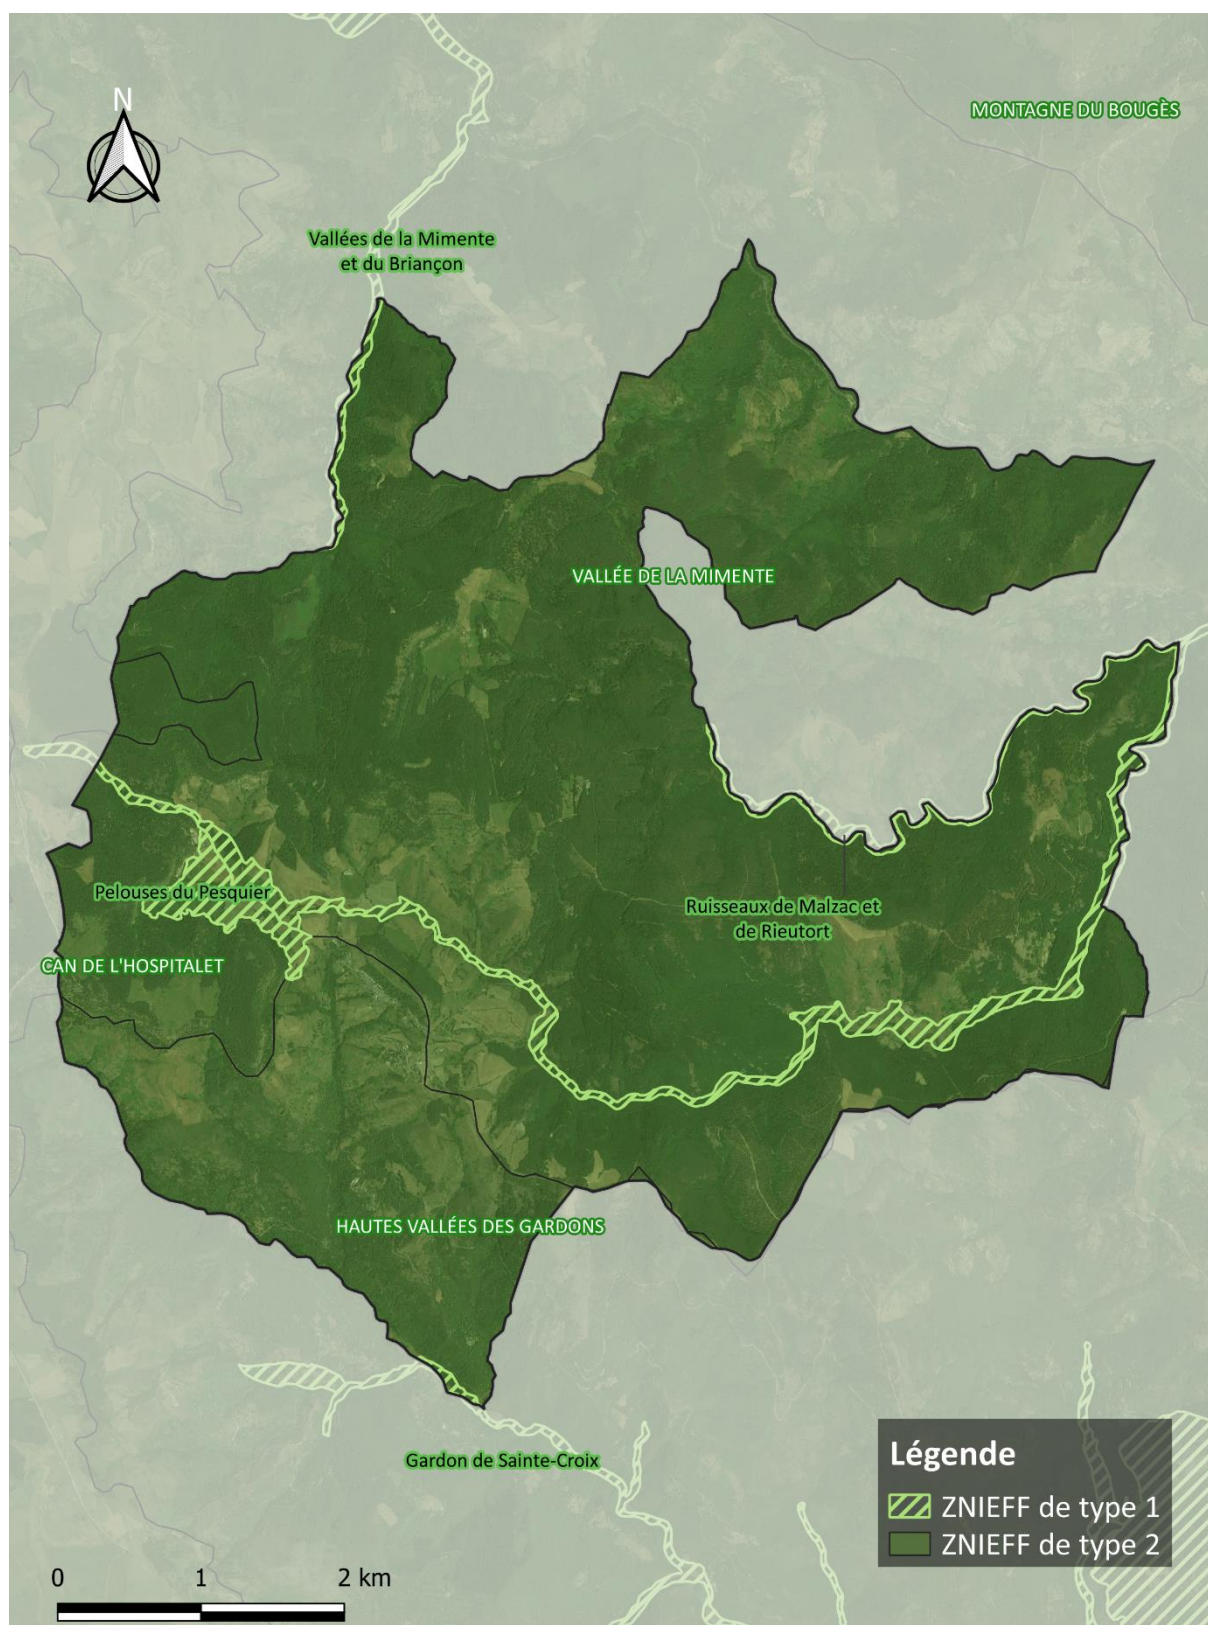 N
MONTAGNE DU BOUGÈS
Vallées de la Mimente
et du Briançon
VALLÉE DE LA MIMENTE
Pelouses du Pesquier
Ruisseaux de Malzac et
de Rieutort
CAN DE L'HOSPITALET
HAUTES VALLÉES DES GARDONS
Gardon de Sainte-Croix
Légende
ZNIEFF de type 1
ZNIEFF de type 2
0 1 2 km